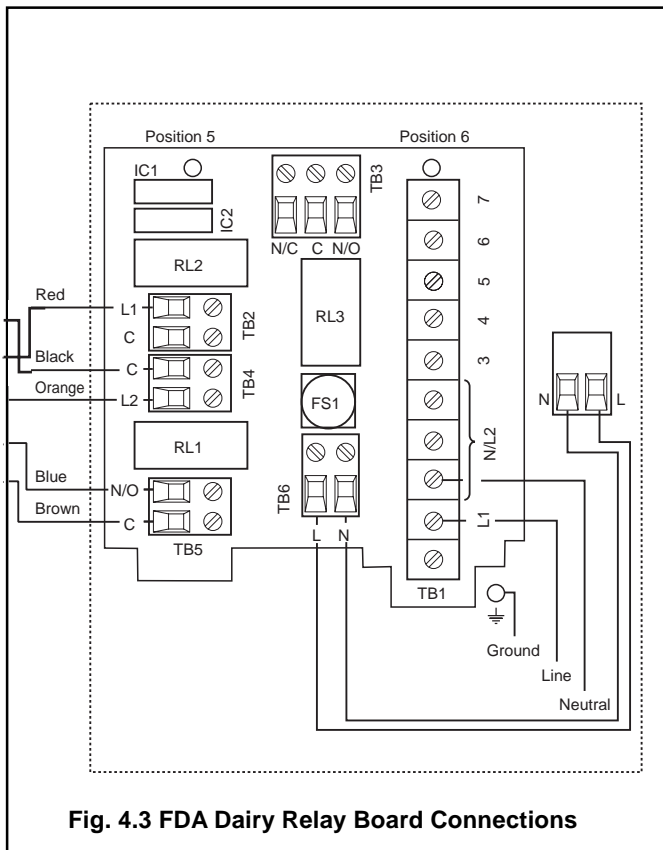 Position 5
Position 6
IC1
IC2
TB3
7
6
5
4
3
N/C C N/O
RL2
RL3
Red
L1
C
TB2
Black
C
Orange
L2
TB4
FS1
N/L2
N L
RL1
Blue
N/O
Brown
C
TB5
TB6
L N
L1
TB1
Ground
Line
Neutral
Fig. 4.3 FDA Dairy Relay Board Connections